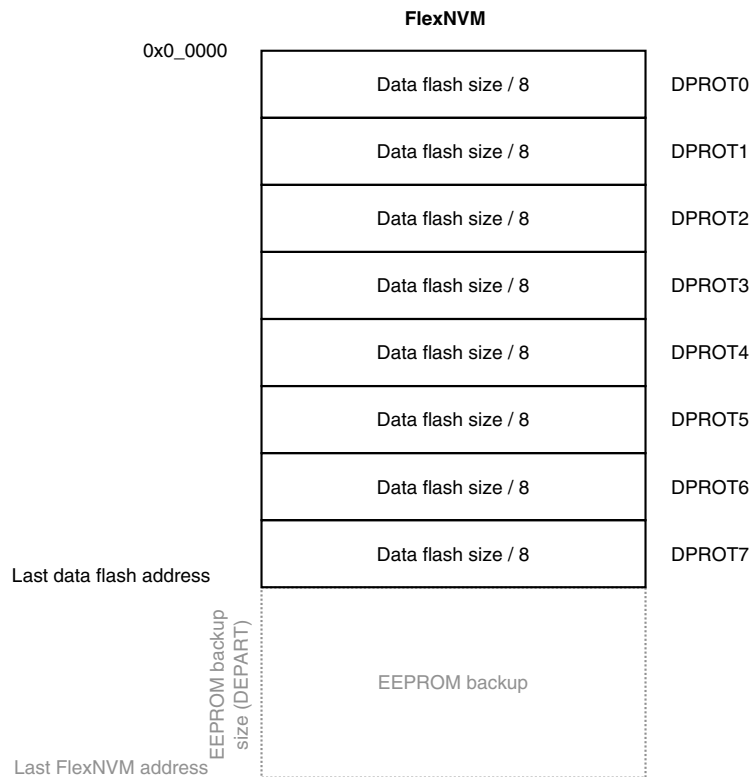 FlexNVM
0x0_0000
Data flash size / 8 DPROT0
Data flash size / 8 DPROT1
Data flash size / 8 DPROT2
Data flash size / 8 DPROT3
Data flash size / 8 DPROT4
Data flash size / 8 DPROT5
Data flash size / 8 DPROT6
Data flash size / 8 DPROT7
Last data flash address
EEPROM backup
size (DEPART)
EEPROM backup
Last FlexNVM address